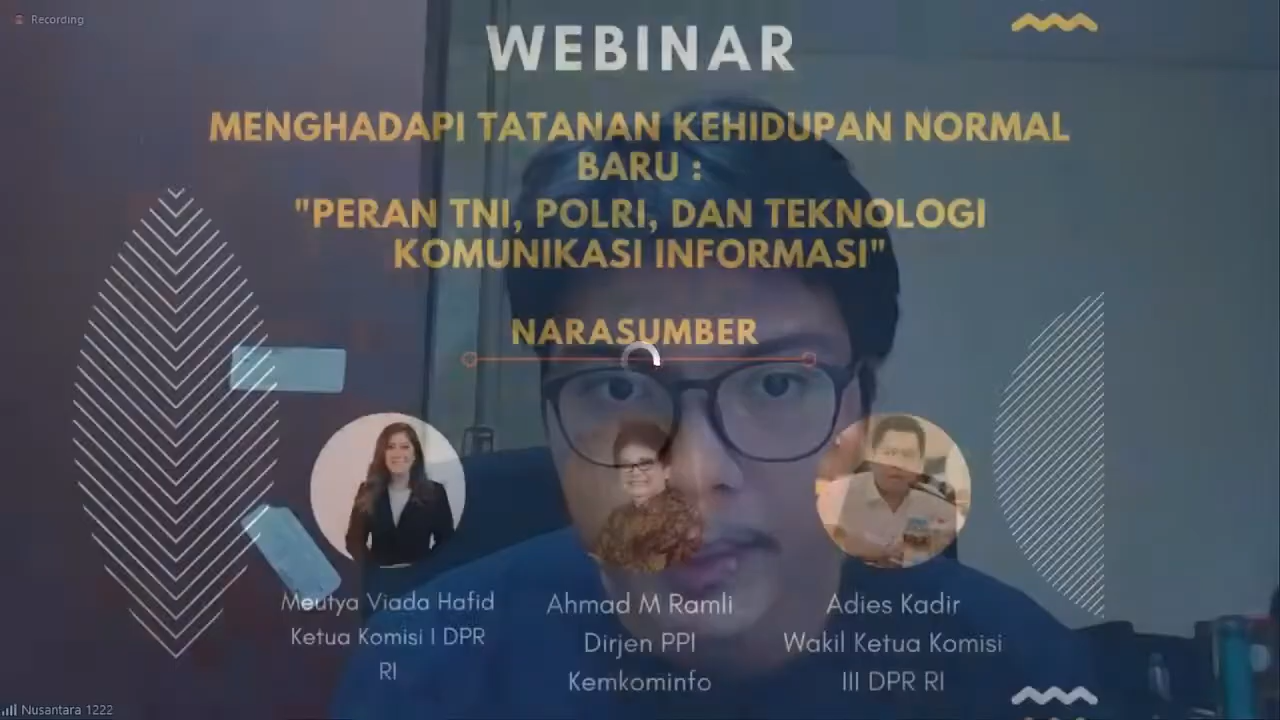 Recording
WEBINAR
MENGHADAPI TATANAN KEHIDUPAN NORMAL
BARU :
"PERAN TNI, POLRI, DAN TEKNOLOGI
KOMUNIKASI INFORMASI"
NARASUMBER
Meutya Viada Hafid
Ketua Komisi I DPR
RI
Ahmad M Ramli
Dirjen PPI
Kemkominfo
Adies Kadir
Wakil Ketua Komisi
III DPR RI
Nusantara 1222